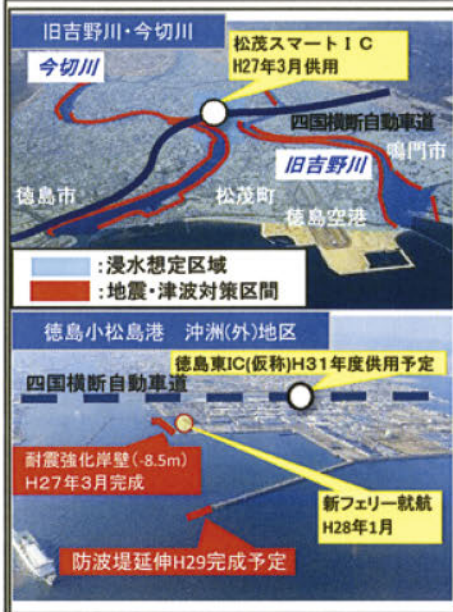 旧吉野川・今切川
松茂スマートIC
H27年3月供用
今切川
四国横断自動車道
鳴門市
旧吉野川
徳島市
松茂町
徳島空港
:浸水想定区域
:地震・津波対策区間
徳島小松島港 沖洲(外)地区
徳島東IC(仮称)H31年度供用予定
四国横断自動車道
耐震強化岸壁(-8.5m)
H27年3月完成
新フェリー就航
H28年1月
防波堤延伸H29完成予定